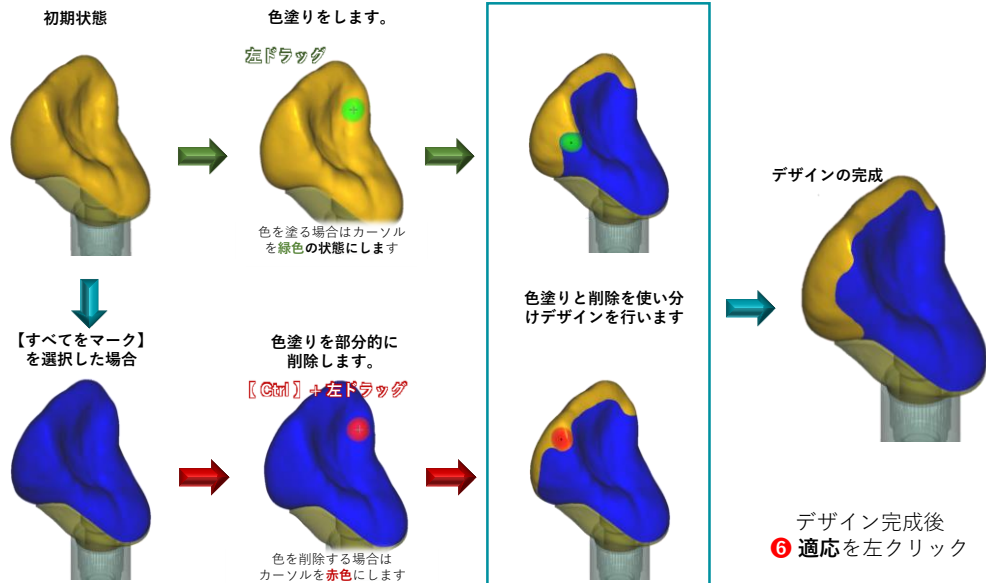 初期状態
色塗りをします。
左ドラッグ
色を塗る場合はカーソル
を緑色の状態にします
【すべてをマーク】
を選択した場合
色塗りを部分的に
削除します。
［ Ctrl ］＋左ドラッグ
色を削除する場合は
カーソルを赤色にします
色塗りと削除を使い分
けデザインを行います
デザインの完成
デザイン完成後
❻ 適応を左クリック